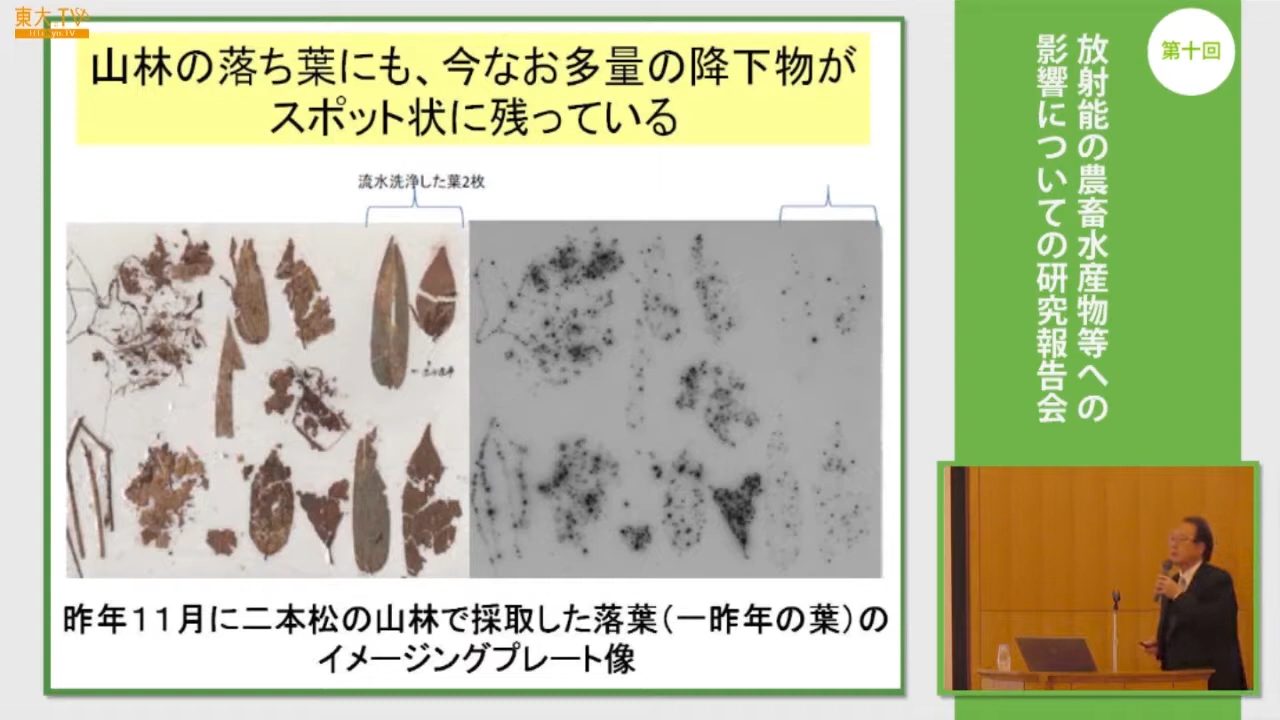 東大TV
山林の落ち葉にも、今なお多量の降下物が
スポット状に残っている
流水洗浄した葉2枚
昨年11月に二本松の山林で採取した落葉(一昨年の葉)の
イメージングプレート像
第十回
放射能の農畜水産物等への
影響についての研究報告会